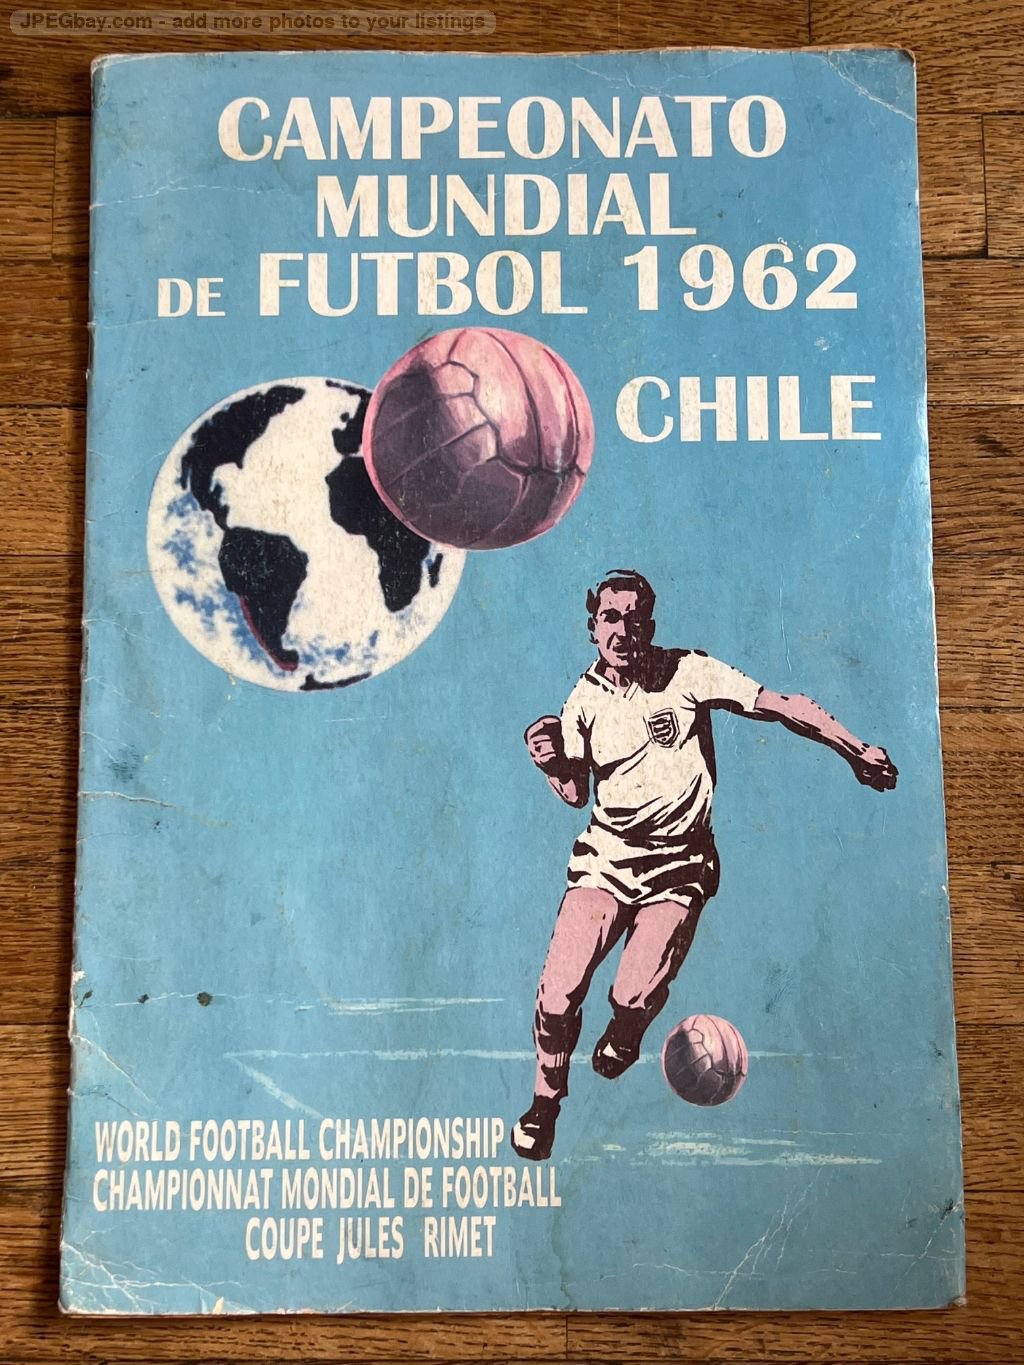 JPEGbay.com - add more photos to your listings
CAMPEONATO
MUNDIAL
DE FUTBOL 1962
CHILE
WORLD FOOTBALL CHAMPIONSHIP
CHAMPIONNAT MONDIAL DE FOOTBALL
COUPE JULES RIMET